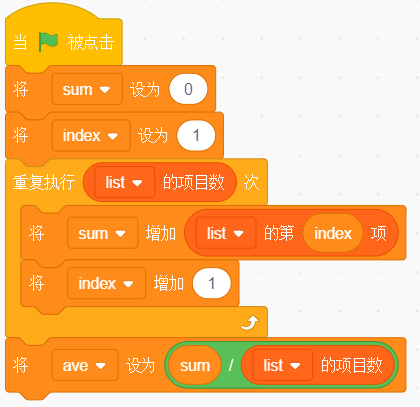 当 被点击
将 sum 设为 0
将 index 设为 1
重复执行 list 的项目数 次
将 sum 增加 list 的第 index 项
将 index 增加 1
将 ave 设为 sum / list 的项目数